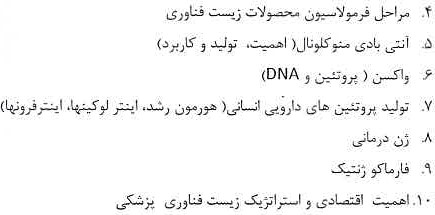 ۴. مراحل فرمولاسیون محصولات زیست فناوری
۵. آنتی بادی منوکلونال( اهمیت، تولید و کاربرد)
۶. واکسن ( پروتئین و DNA)
۷. تولید پروتئین های داروٚیی انسانی( هورمون رشد، اینتر لوکینها، اینترفرونها)
۸. ژن درمانی
۹. فارماکو ژنتیک
۱۰. اهمیت اقتصادی و استراتژیک زیست فناوری پزشکی